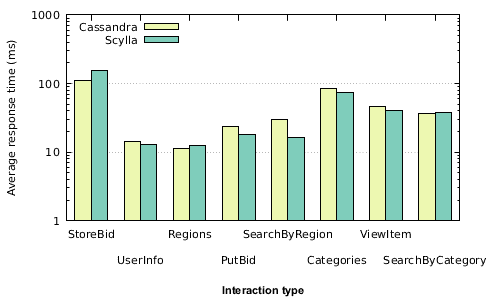 1000
100
10
1
Average response time (ms)
Cassandra
Scylla
StoreBid
UserInfo
Regions
PutBid
SearchByRegion
Categories
ViewItem
SearchByCategory
Interaction type